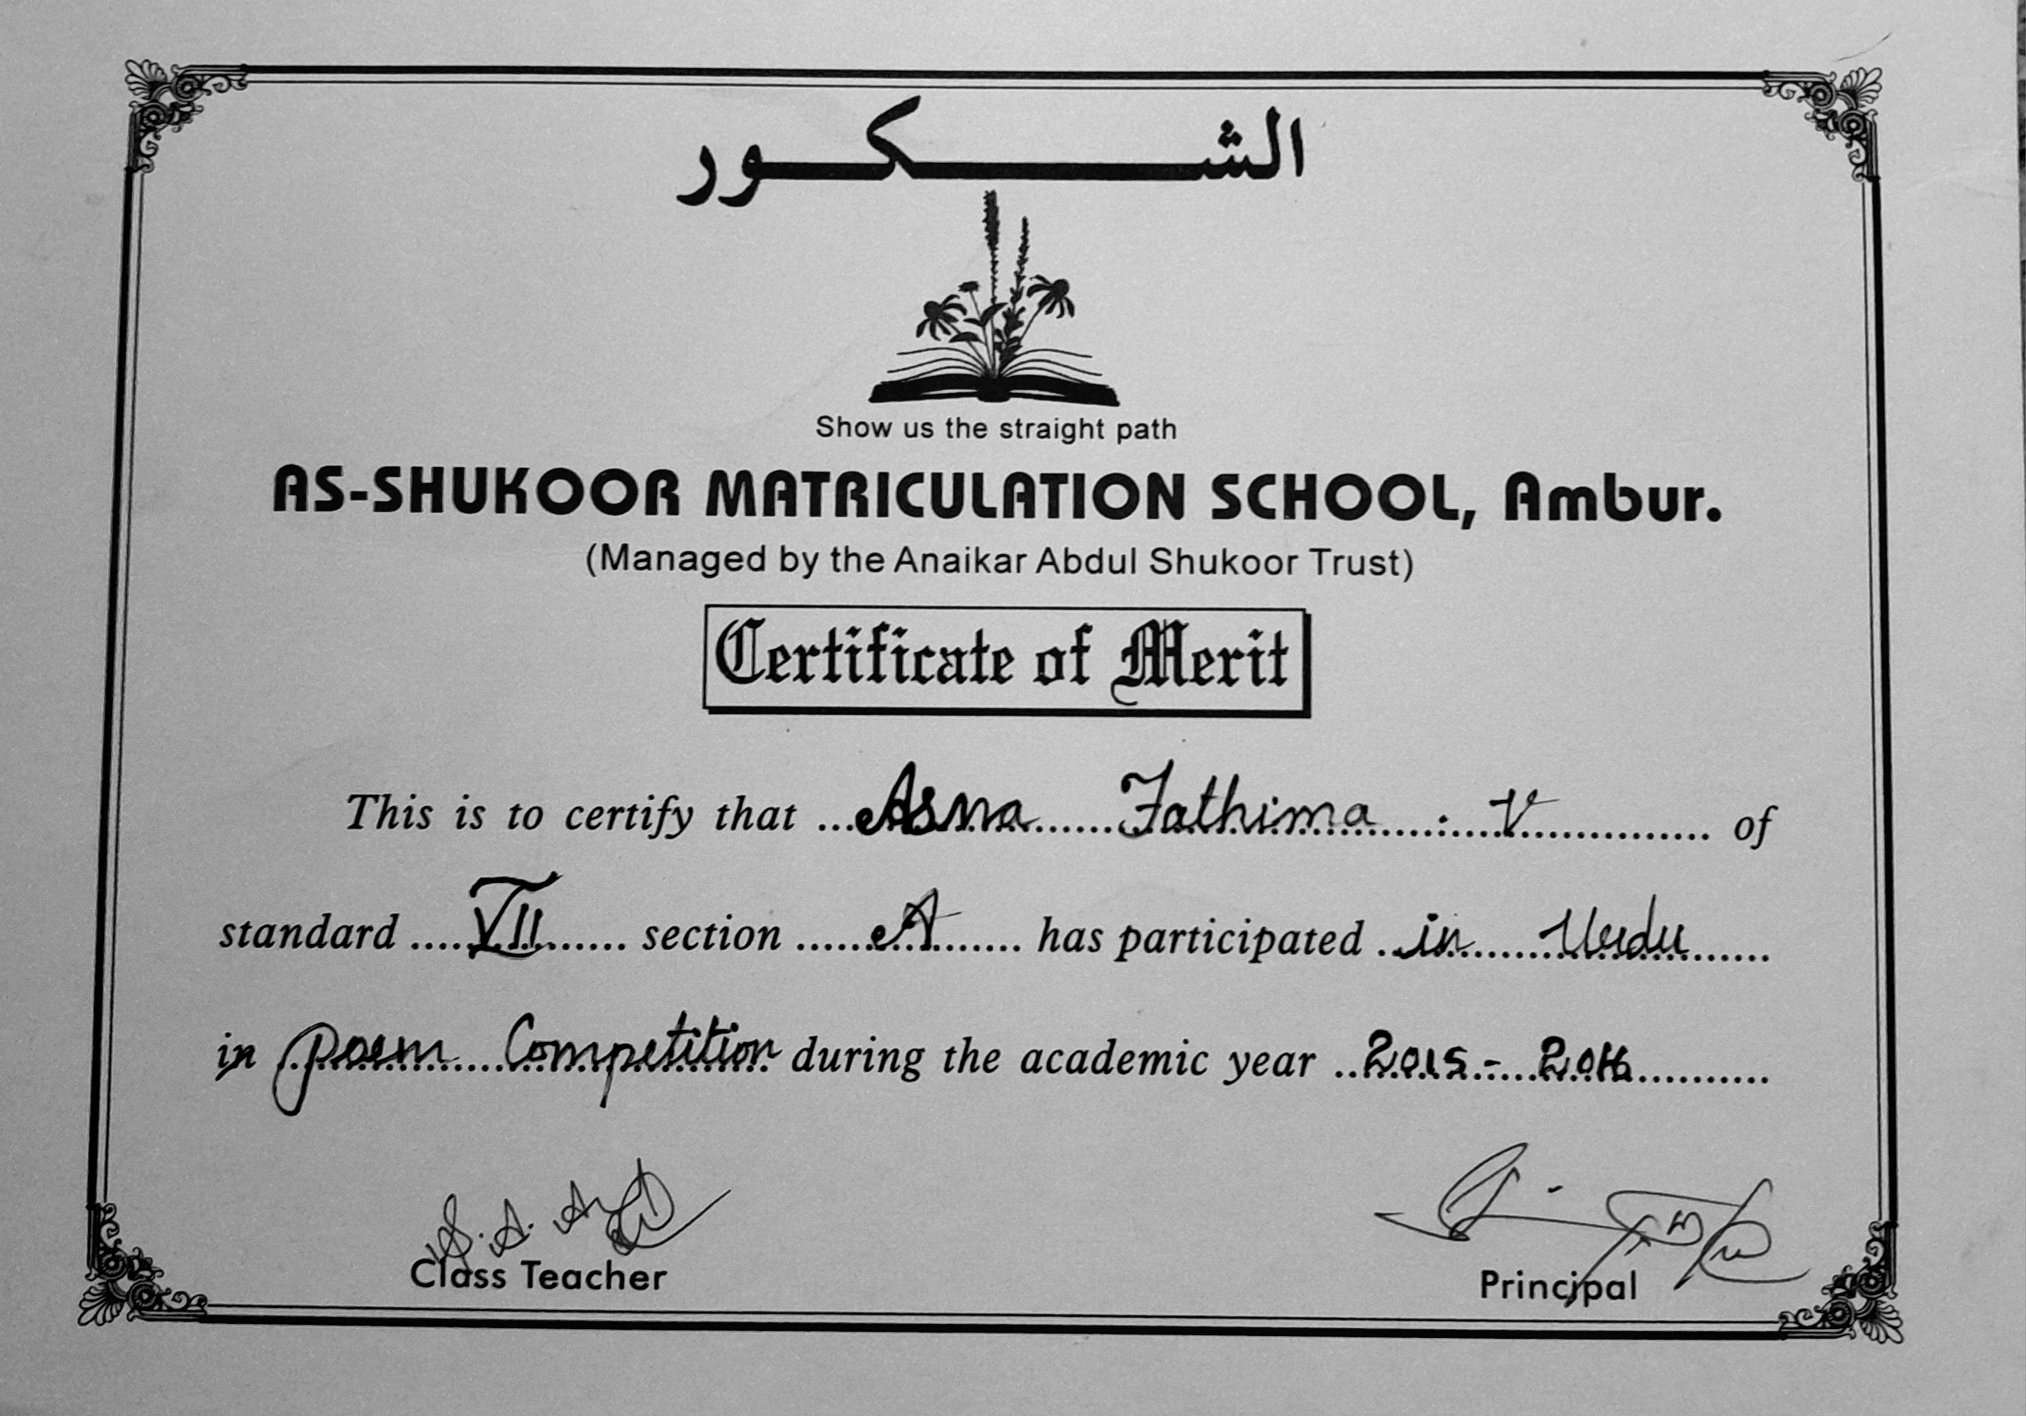 الشكور
Show us the straight path
AS-SHUKOOR MATRICULATION SCHOOL, Ambur.
(Managed by the Anaikar Abdul Shukoor Trust)
Certificate of Merit
This is to certify that Asma Fathima . V of
standard VII section A has participated in Urdu
in poem Competition during the academic year 2015 - 2016
S. A.
Class Teacher
Principal